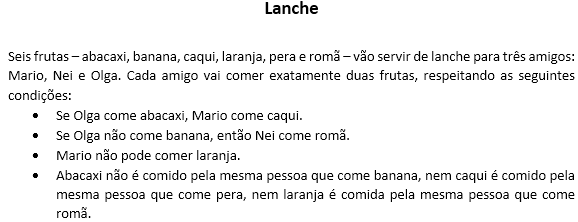 Lanche
Seis frutas – abacaxi, banana, caqui, laranja, pera e romã – vão servir de lanche para três amigos:
Mario, Nei e Olga. Cada amigo vai comer exatamente duas frutas, respeitando as seguintes
condições:
• Se Olga come abacaxi, Mario come caqui.
• Se Olga não come banana, então Nei come romã.
• Mario não pode comer laranja.
• Abacaxi não é comido pela mesma pessoa que come banana, nem caqui é comido pela
mesma pessoa que come pera, nem laranja é comida pela mesma pessoa que come
romã.